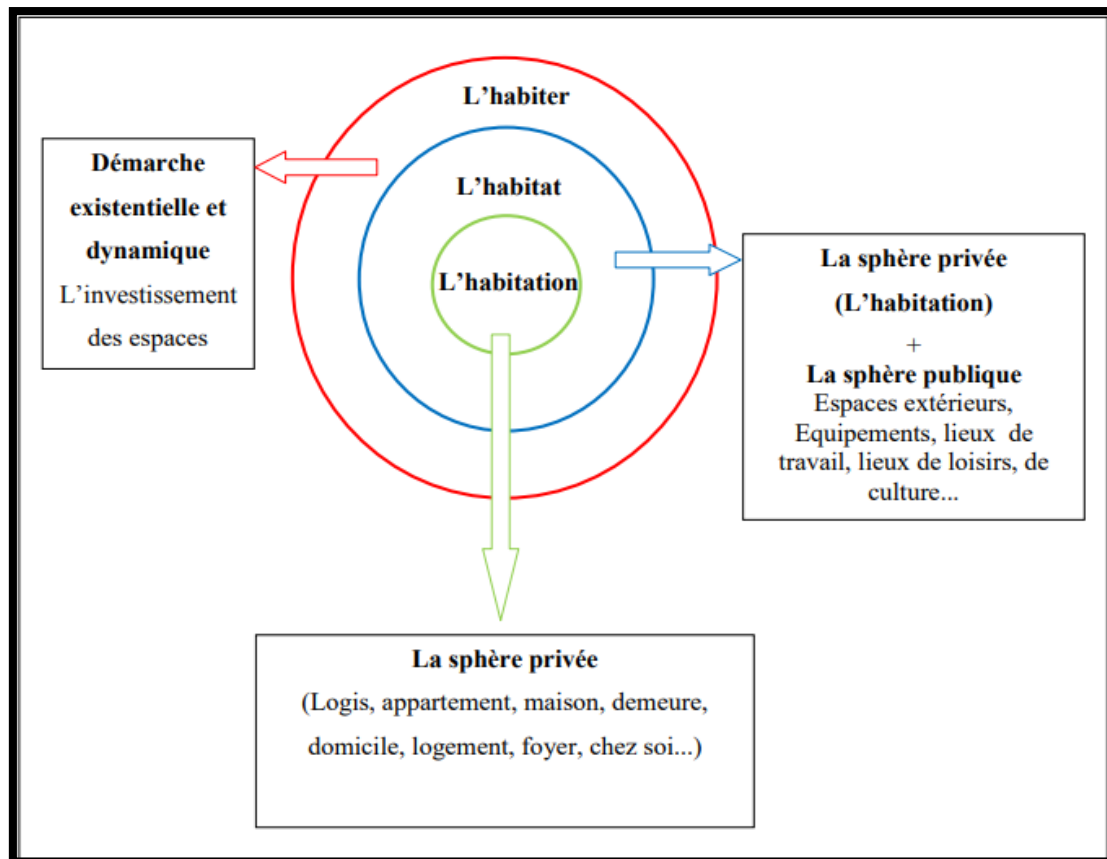 L’habiter
L’habitat
L’habitation
Démarche
existentielle et
dynamique
L’investissement
des espaces
La sphère privée
(L’habitation)
+
La sphère publique
Espaces extérieurs,
Equipements, lieux de
travail, lieux de loisirs, de
culture...
La sphère privée
(Logis, appartement, maison, demeure,
domicile, logement, foyer, chez soi...)